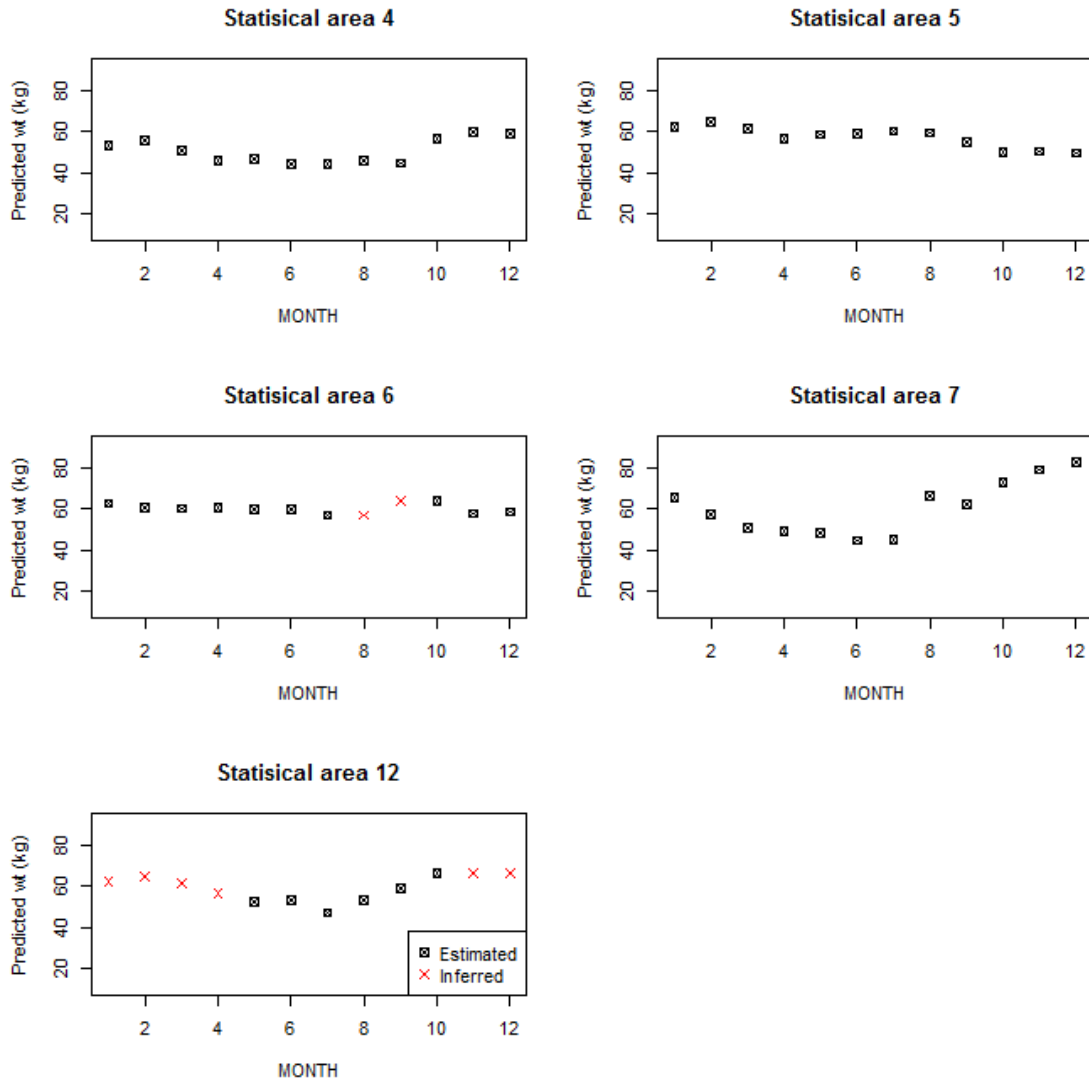 Statisical area 4
Predicted wt (kg)
80
60
40
20
2 4 6 8 10 12
MONTH
Statisical area 5
Predicted wt (kg)
80
60
40
20
2 4 6 8 10 12
MONTH
Statisical area 6
Predicted wt (kg)
80
60
40
20
2 4 6 8 10 12
MONTH
Statisical area 7
Predicted wt (kg)
80
60
40
20
2 4 6 8 10 12
MONTH
Statisical area 12
Predicted wt (kg)
80
60
40
20
Estimated
Inferred
2 4 6 8 10 12
MONTH